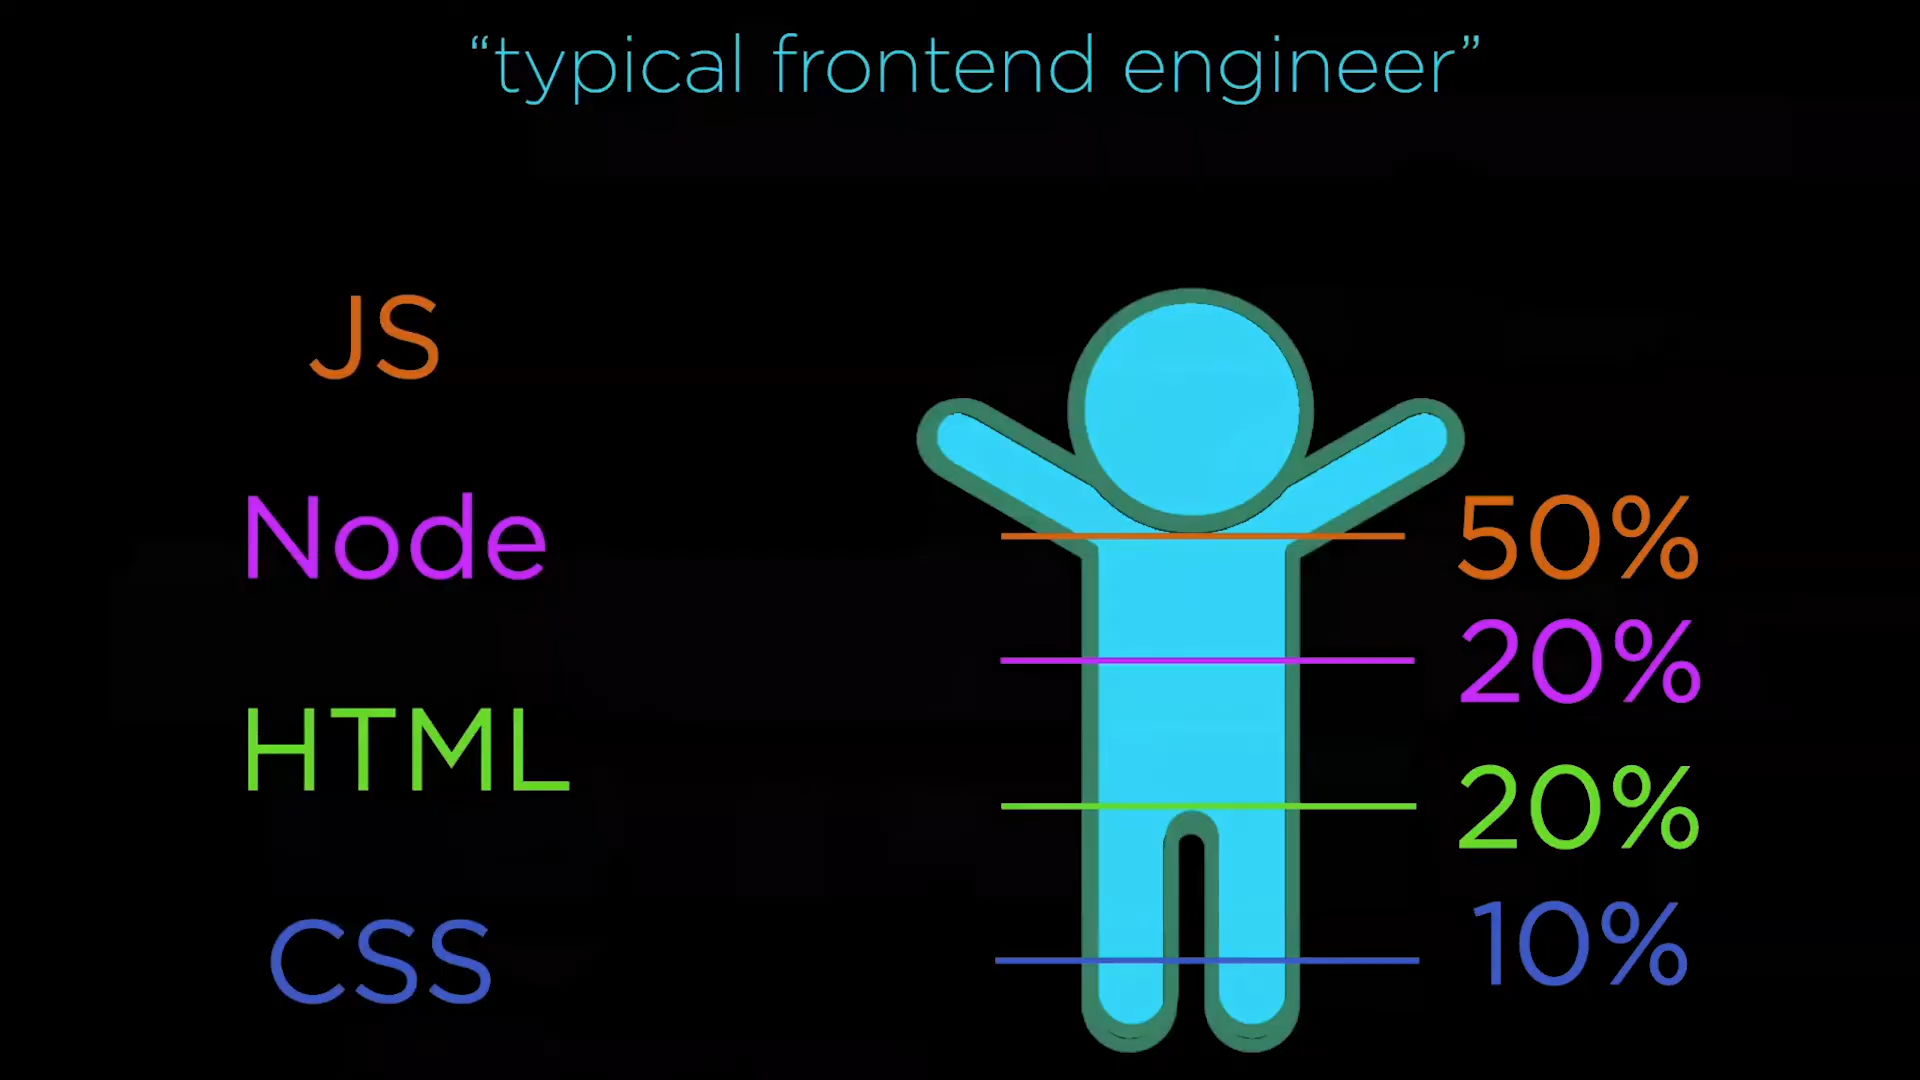 “typical frontend engineer”
JS
Node
HTML
CSS
50%
20%
20%
10%